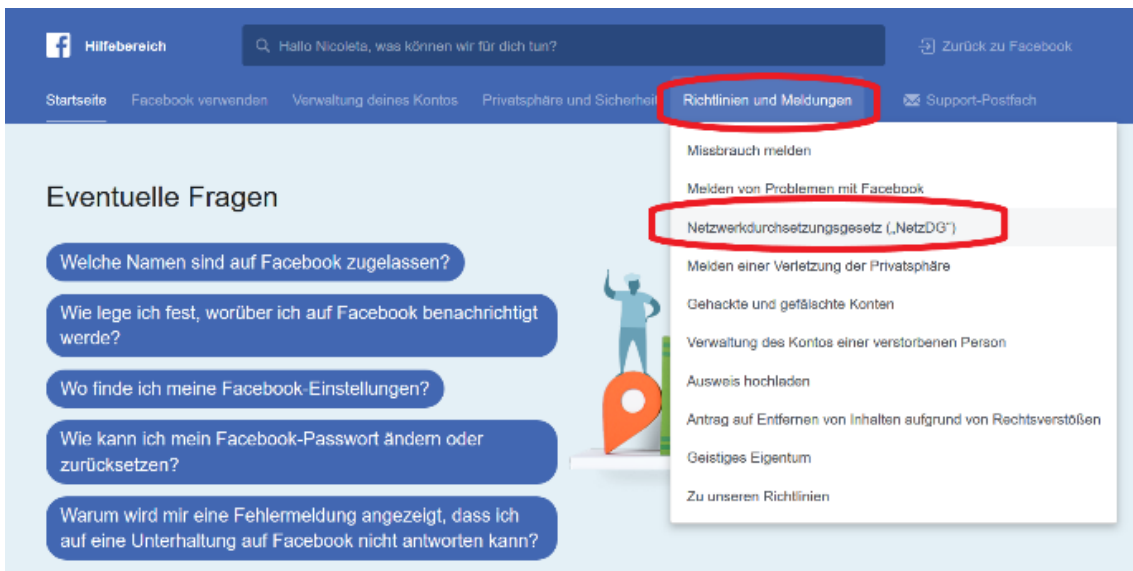 f Hilfebereich
Hallo Nicoleta, was können wir für dich tun?
Zurück zu Facebook
Startseite Facebook verwenden Verwaltung deines Kontos Privatsphäre und Sicherheit Richtlinien und Meldungen Support-Postfach
Missbrauch melden
Melden von Problemen mit Facebook
Netzwerkdurchsetzungsgesetz („NetzDG“)
Melden einer Verletzung der Privatsphäre
Gehackte und gefälschte Konten
Verwaltung des Kontos einer verstorbenen Person
Ausweis hochladen
Antrag auf Entfernen von Inhalten aufgrund von Rechtsverstößen
Geistiges Eigentum
Zu unseren Richtlinien
Eventuelle Fragen
Welche Namen sind auf Facebook zugelassen?
Wie lege ich fest, worüber ich auf Facebook benachrichtigt
werde?
Wo finde ich meine Facebook-Einstellungen?
Wie kann ich mein Facebook-Passwort ändern oder
zurücksetzen?
Warum wird mir eine Fehlermeldung angezeigt, dass ich
auf eine Unterhaltung auf Facebook nicht antworten kann?